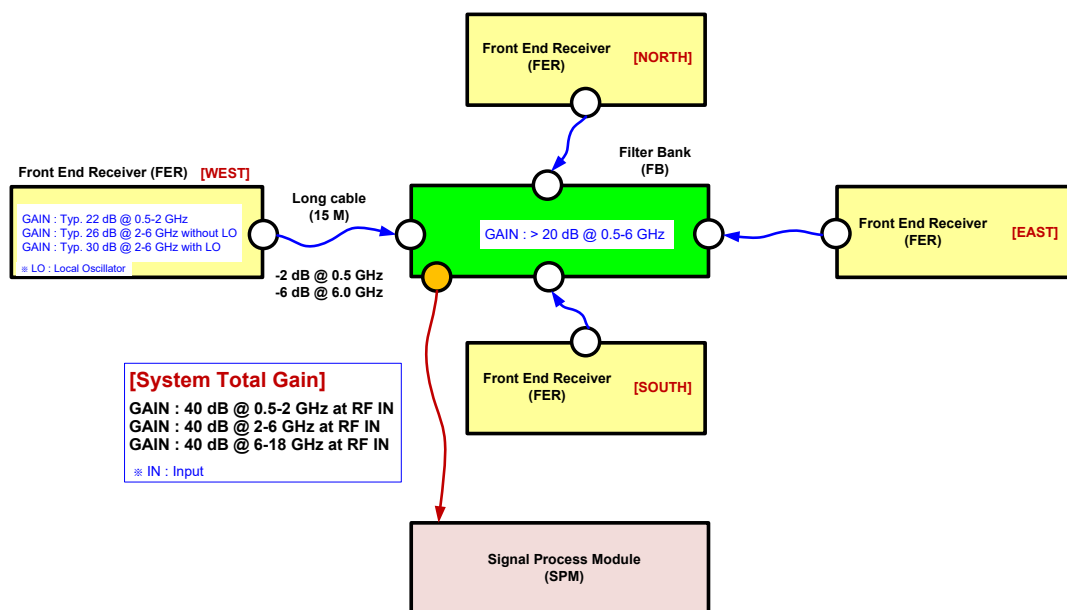 Front End Receiver
(FER)
[NORTH]
Filter Bank
(FB)
Front End Receiver (FER) [WEST]
GAIN : Typ. 22 dB @ 0.5-2 GHz
GAIN : Typ. 26 dB @ 2-6 GHz without LO
GAIN : Typ. 30 dB @ 2-6 GHz with LO
※ LO : Local Oscillator
Long cable
(15 M)
-2 dB @ 0.5 GHz
-6 dB @ 6.0 GHz
GAIN : > 20 dB @ 0.5-6 GHz
Front End Receiver
(FER)
[EAST]
Front End Receiver
(FER)
[SOUTH]
[System Total Gain]
GAIN : 40 dB @ 0.5-2 GHz at RF IN
GAIN : 40 dB @ 2-6 GHz at RF IN
GAIN : 40 dB @ 6-18 GHz at RF IN
※ IN : Input
Signal Process Module
(SPM)